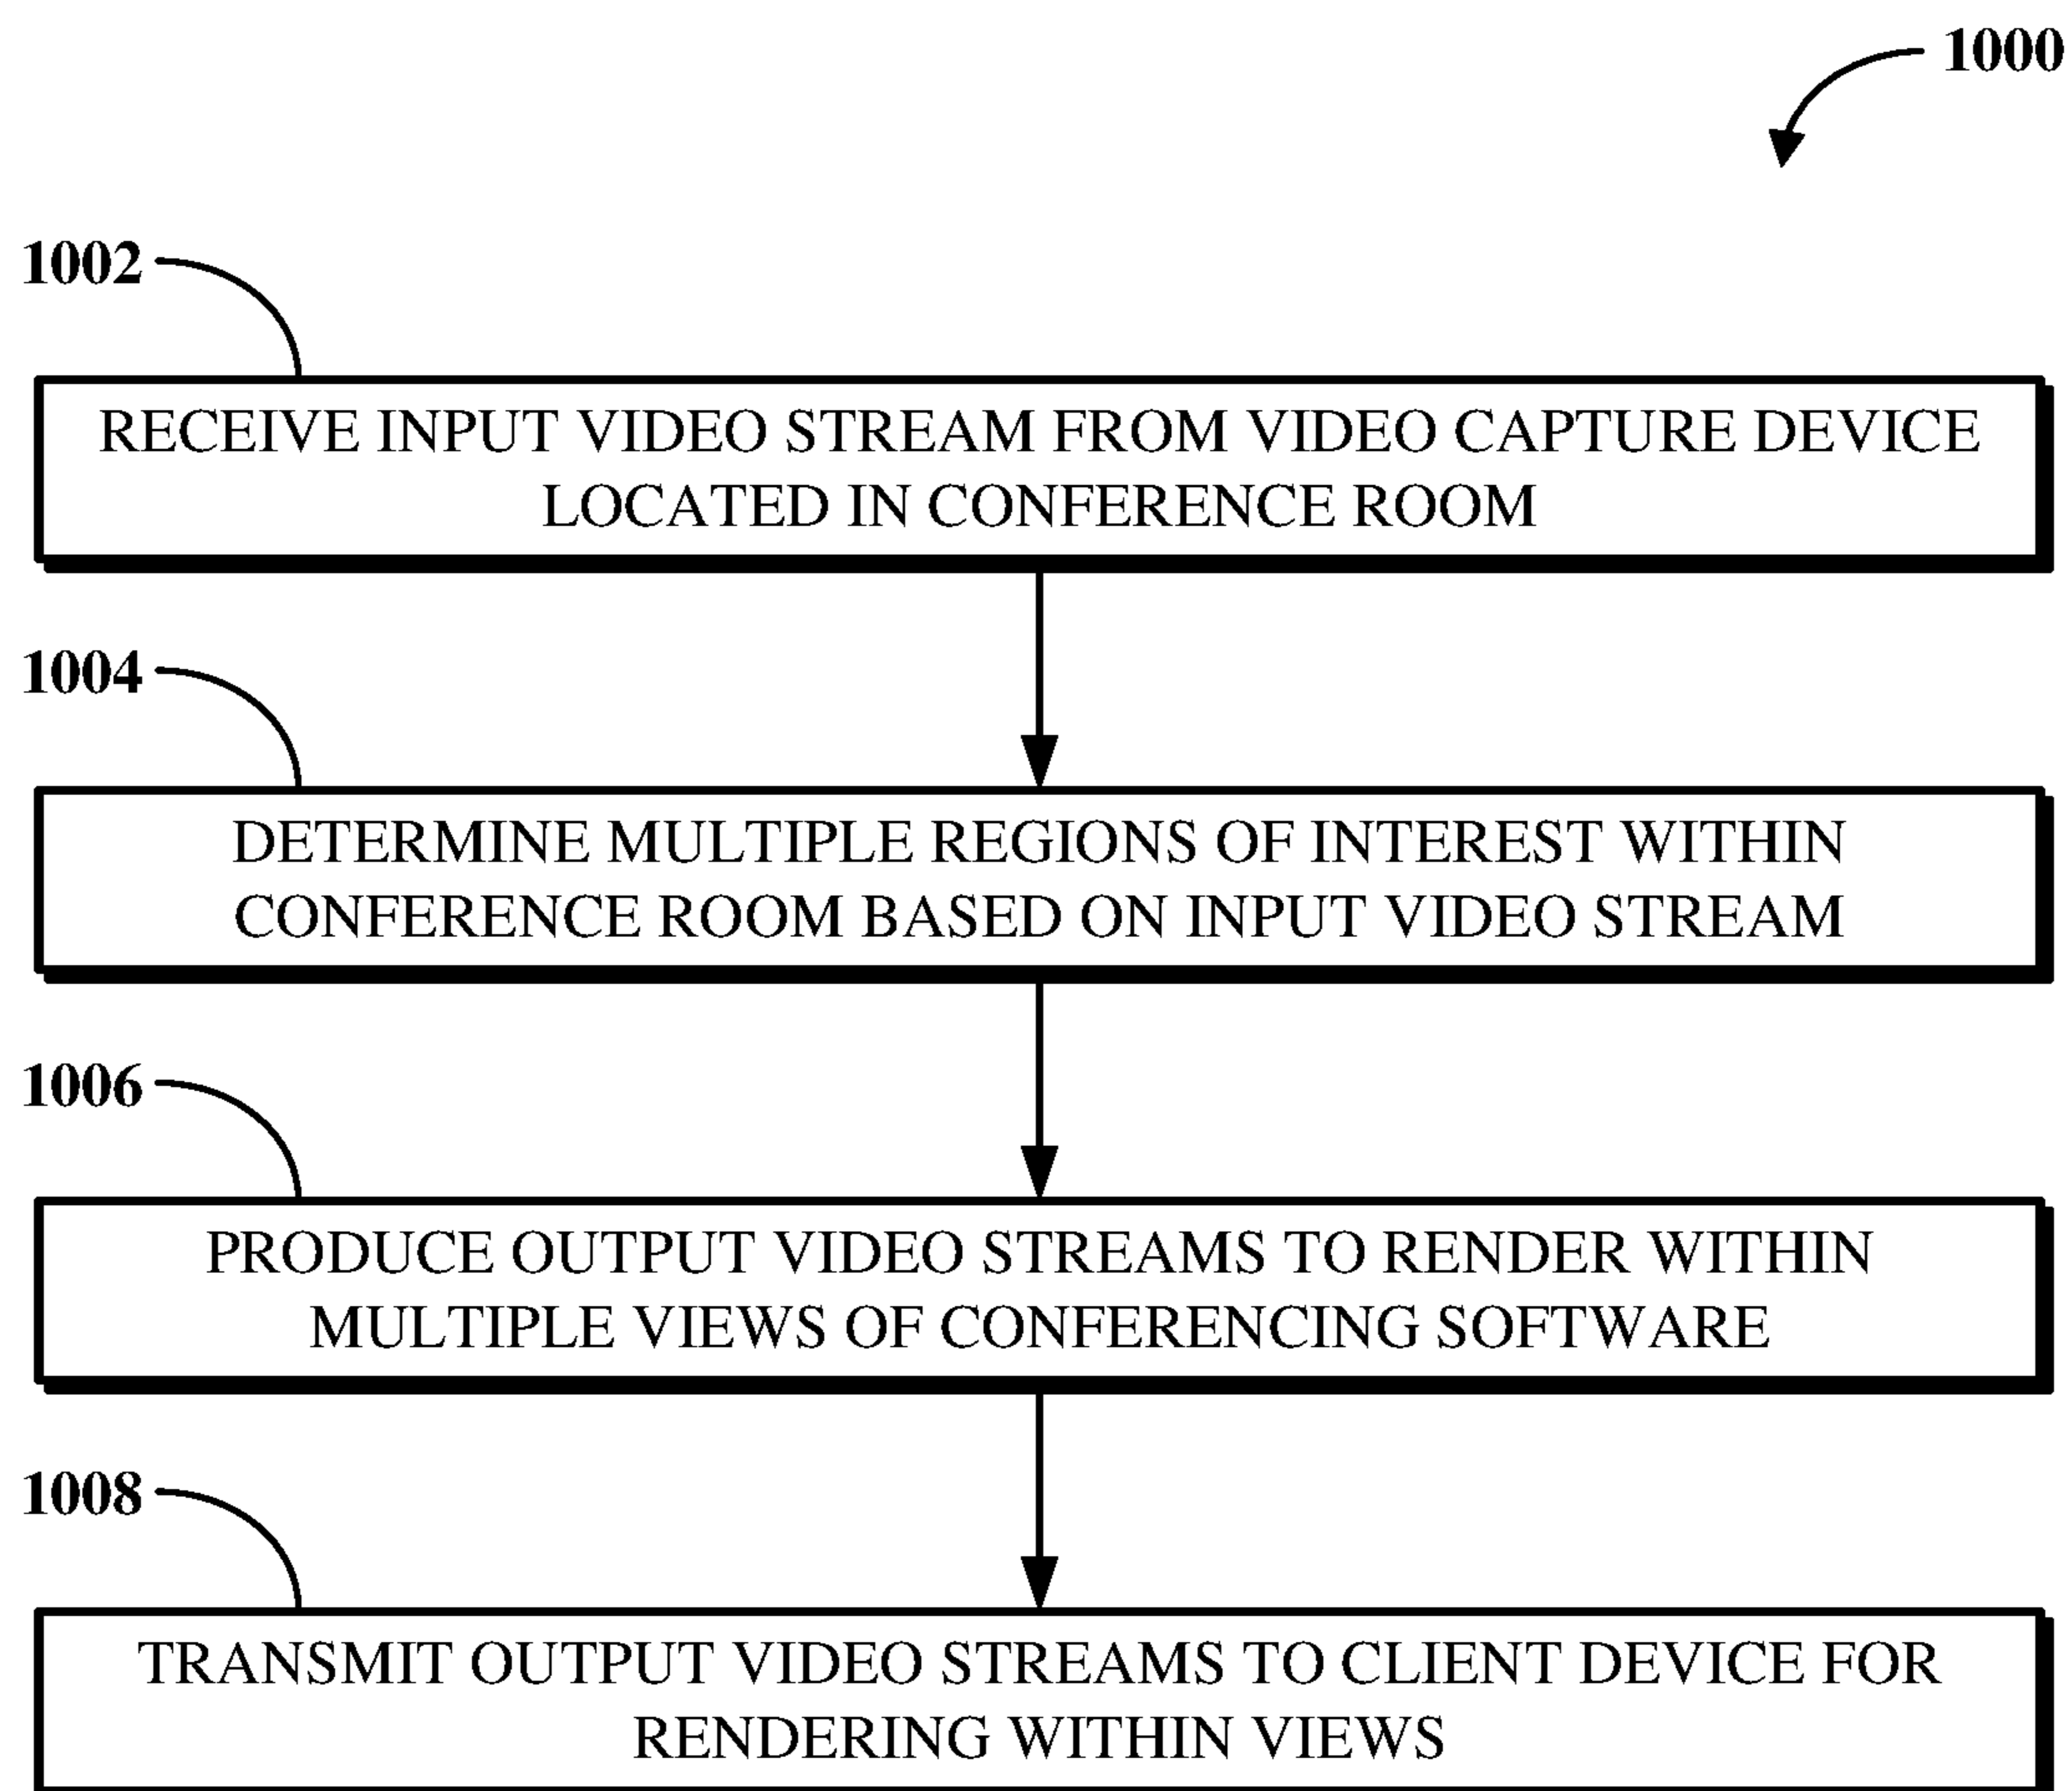 1000
1002
RECEIVE INPUT VIDEO STREAM FROM VIDEO CAPTURE DEVICE
LOCATED IN CONFERENCE ROOM
1004
DETERMINE MULTIPLE REGIONS OF INTEREST WITHIN
CONFERENCE ROOM BASED ON INPUT VIDEO STREAM
1006
PRODUCE OUTPUT VIDEO STREAMS TO RENDER WITHIN
MULTIPLE VIEWS OF CONFERENCING SOFTWARE
1008
TRANSMIT OUTPUT VIDEO STREAMS TO CLIENT DEVICE FOR
RENDERING WITHIN VIEWS